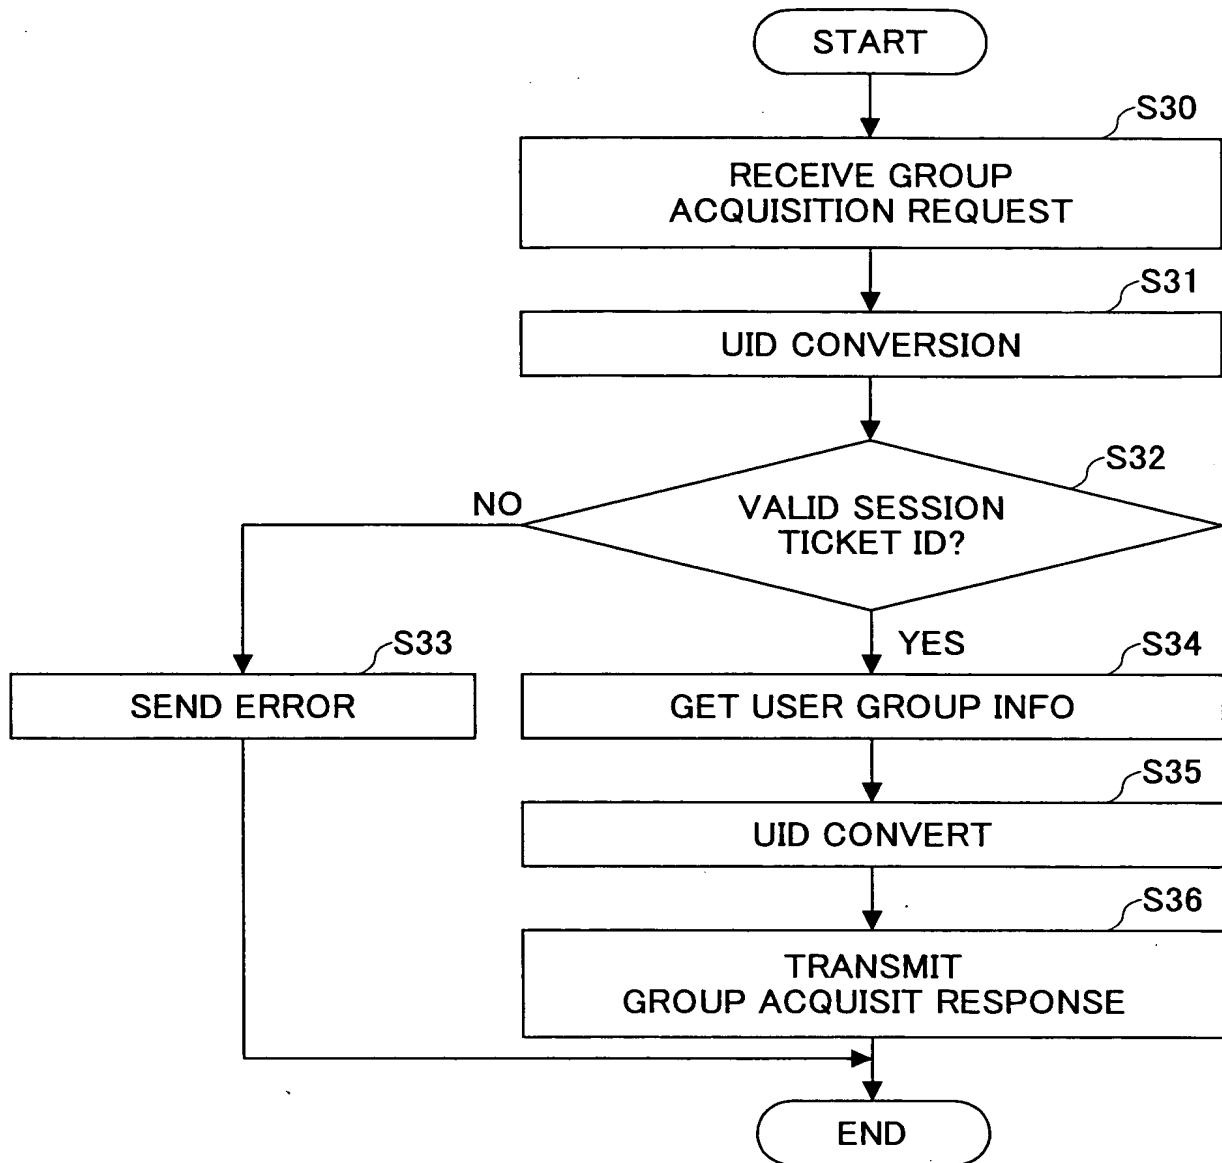 START
S30
RECEIVE GROUP
ACQUISITION REQUEST
S31
UID CONVERSION
S32
NO
VALID SESSION
TICKET ID?
YES
S33
SEND ERROR
S34
GET USER GROUP INFO
S35
UID CONVERT
S36
TRANSMIT
GROUP ACQUISIT RESPONSE
END